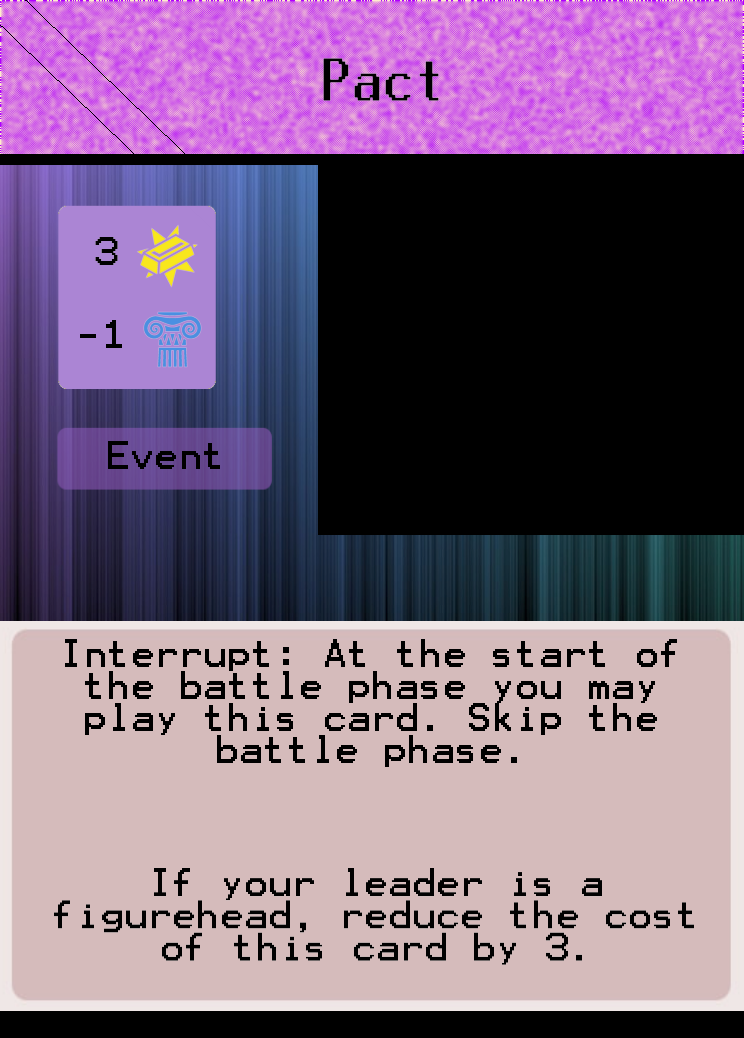 Pact
3
-1
Event
Interrupt: At the start of
the battle phase you may
play this card. Skip the
battle phase.
If your leader is a
figurehead, reduce the cost
of this card by 3.